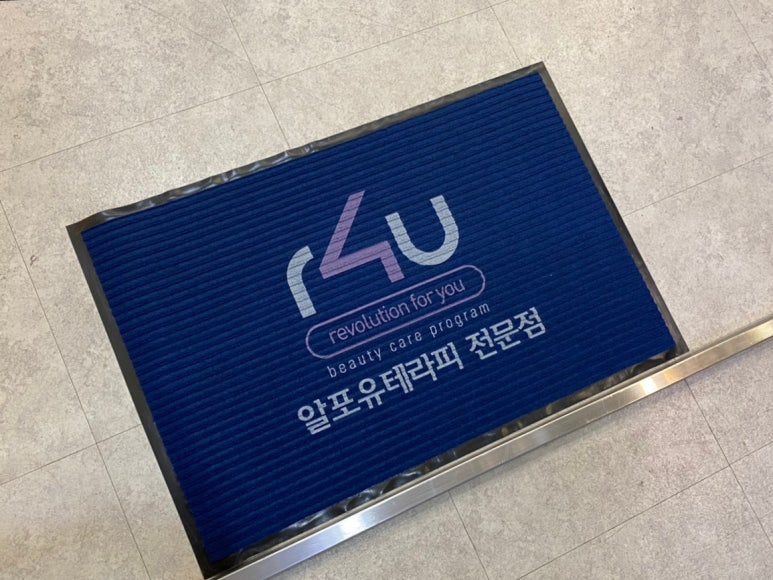 r4u
revolution for you
beauty care program
알포유테라피 전문점